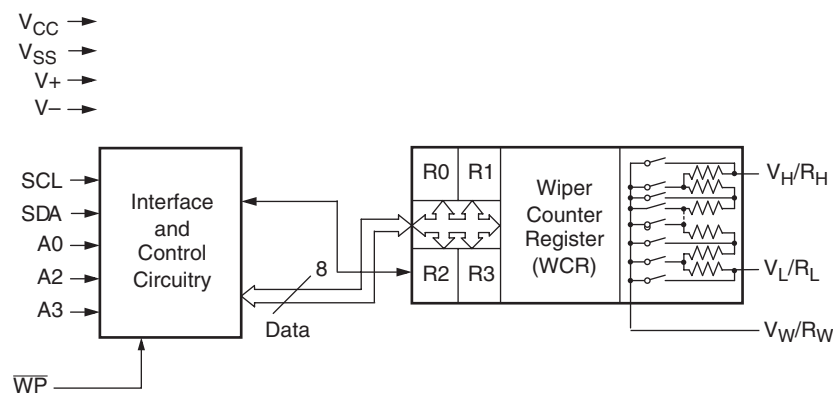 VCC
VSS
V+
V−
SCL
SDA
A0
A2
A3
WP
Interface
and
Control
Circuitry
8
Data
R0 R1
R2 R3
Wiper
Counter
Register
(WCR)
VH/RH
VL/RL
VW/RW